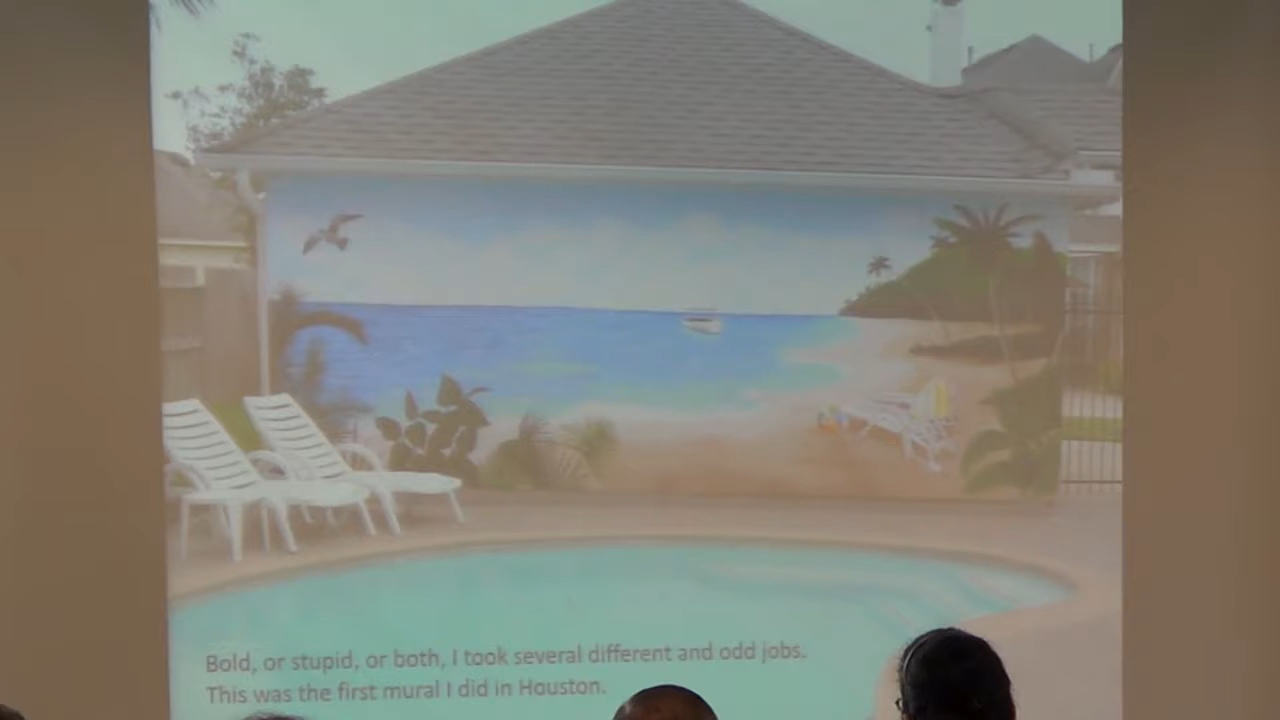 Bold, or stupid, or both, I took several different and odd jobs.
This was the first mural I did in Houston.